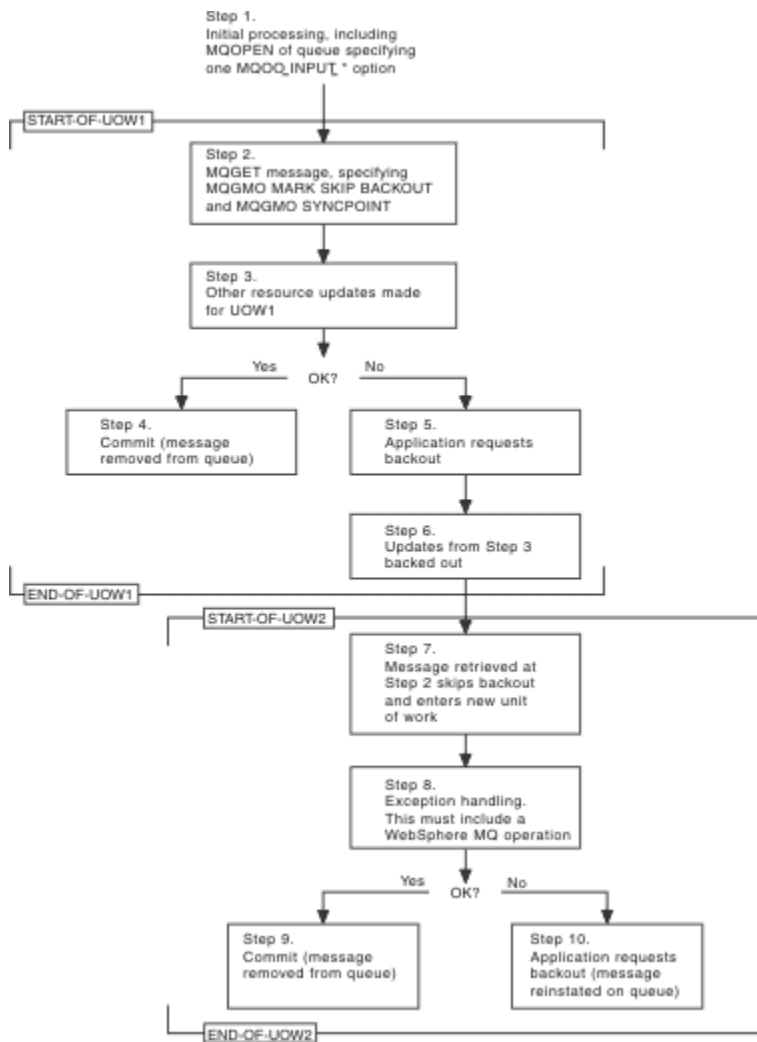 Step 1.
Initial processing, including
MQOPEN of queue specifying
one MQOO_INPUT_* option
START-OF-UOW1
Step 2.
MQGET message, specifying
MQGMO MARK SKIP BACKOUT
and MQGMO SYNCPOINT
Step 3.
Other resource updates made
for UOW1
Yes
OK?
No
Step 4.
Commit (message
removed from queue)
Step 5.
Application requests
backout
Step 6.
Updates from Step 3
backed out
END-OF-UOW1
START-OF-UOW2
Step 7.
Message retrieved at
Step 2 skips backout
and enters new unit
of work
Step 8.
Exception handling.
This must include a
WebSphere MQ operation
Yes
OK?
No
Step 9.
Commit (message
removed from queue)
Step 10.
Application requests
backout (message
reinstated on queue)
END-OF-UOW2